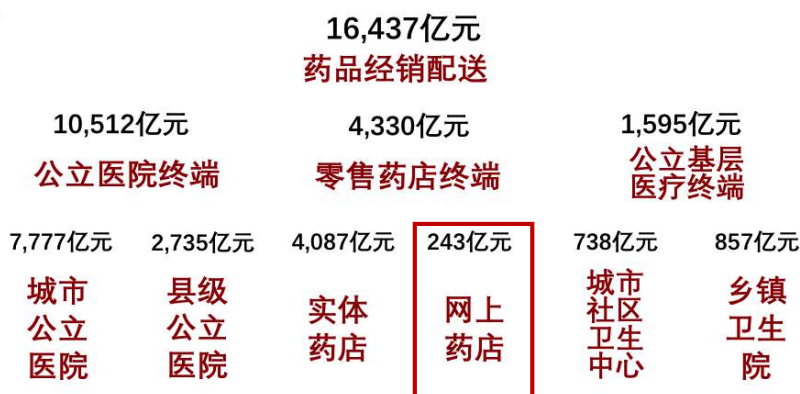 16,437亿元
药品经销配送
10,512亿元
公立医院终端
4,330亿元
零售药店终端
1,595亿元
公立基层
医疗终端
7,777亿元
城市
公立
医院
2,735亿元
县级
公立
医院
4,087亿元
实体
药店
243亿元
网上
药店
738亿元
城市
社区
卫生
中心
857亿元
乡镇
卫生
院